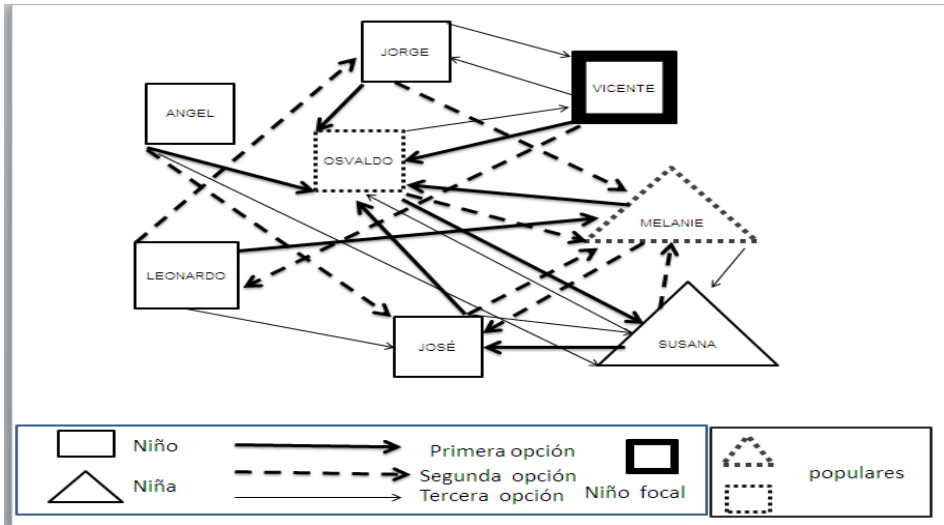 JORGE
VICENTE
ANGEL
OSVALDO
MELANIE
LEONARDO
JOSÉ
SUSANA
Niño
Primera opción
Segunda opción
populares
Niña
Tercera opción
Niño focal